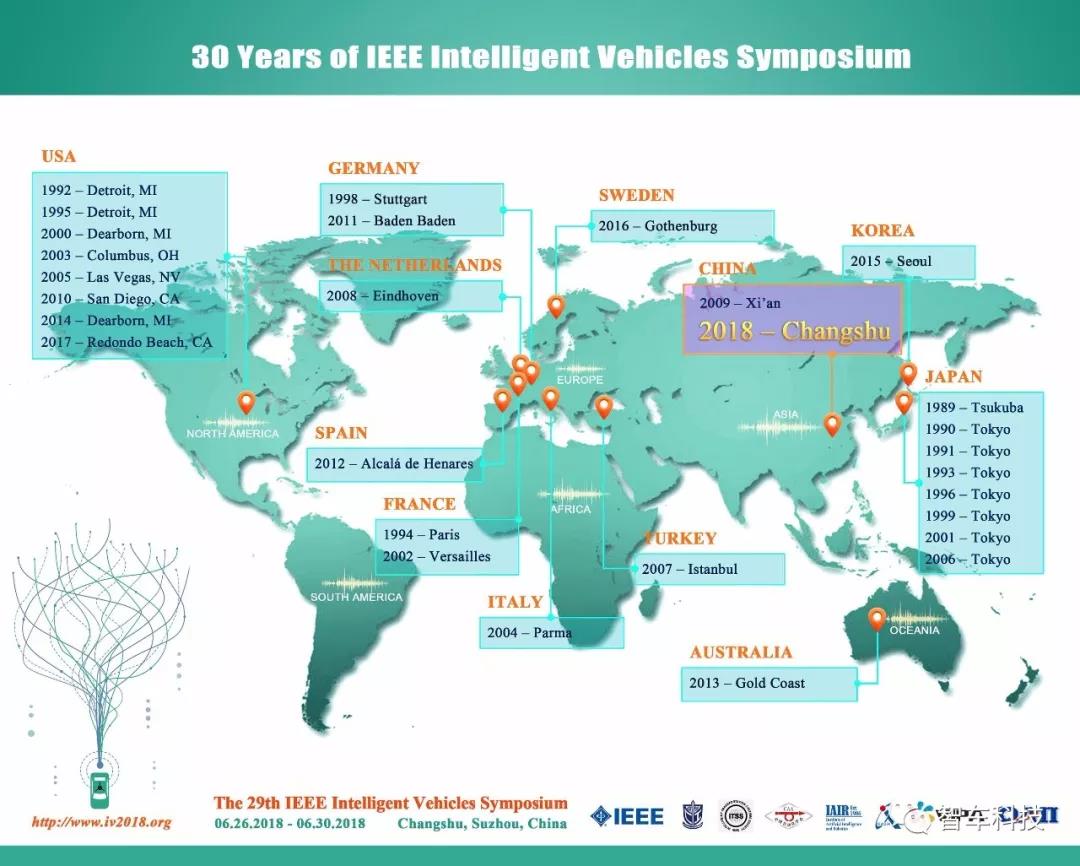 30 Years of IEEE Intelligent Vehicles Symposium
USA
1992 – Detroit, MI
1995 – Detroit, MI
2000 – Dearborn, MI
2003 – Columbus, OH
2005 – Las Vegas, NV
2010 – San Diego, CA
2014 – Dearborn, MI
2017 – Redondo Beach, CA
GERMANY
1998 – Stuttgart
2011 – Baden Baden
THE NETHERLANDS
2008 – Eindhoven
SWEDEN
2016 – Gothenburg
KOREA
2015 – Seoul
CHINA
2009 – Xi’an
2018 – Changshu
JAPAN
1989 – Tsukuba
1990 – Tokyo
1991 – Tokyo
1993 – Tokyo
1996 – Tokyo
1999 – Tokyo
2001 – Tokyo
2006 – Tokyo
EUROPE
ASIA
NORTH AMERICA
SPAIN
2012 – Alcalá de Henares
AFRICA
FRANCE
1994 – Paris
2002 – Versailles
TURKEY
2007 – Istanbul
SOUTH AMERICA
ITALY
2004 – Parma
OCEANIA
AUSTRALIA
2013 – Gold Coast
The 29th IEEE Intelligent Vehicles Symposium
06.26.2018 - 06.30.2018 Changshu, Suzhou, China
http://www.iv2018.org
IEEE
ITSS
IAIR
智车科技